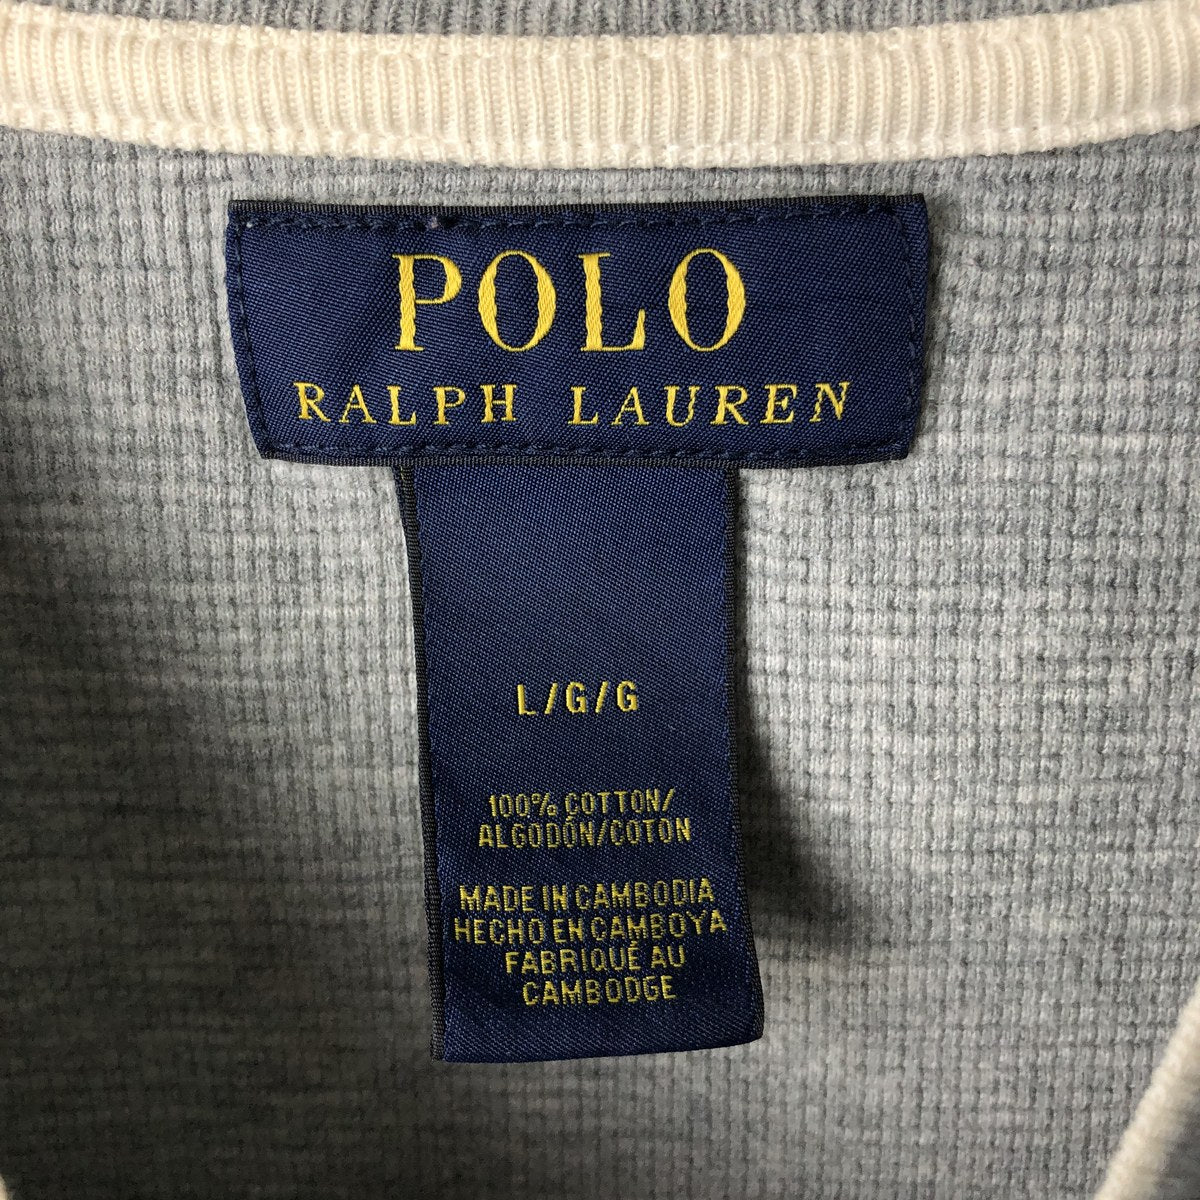 POLO
RALPH LAUREN
L/G/G
100% COTTON/
ALGODÓN/COTON
MADE IN CAMBODIA
HECHO EN CAMBOYA
FABRIQUÉ AU
CAMBODGE